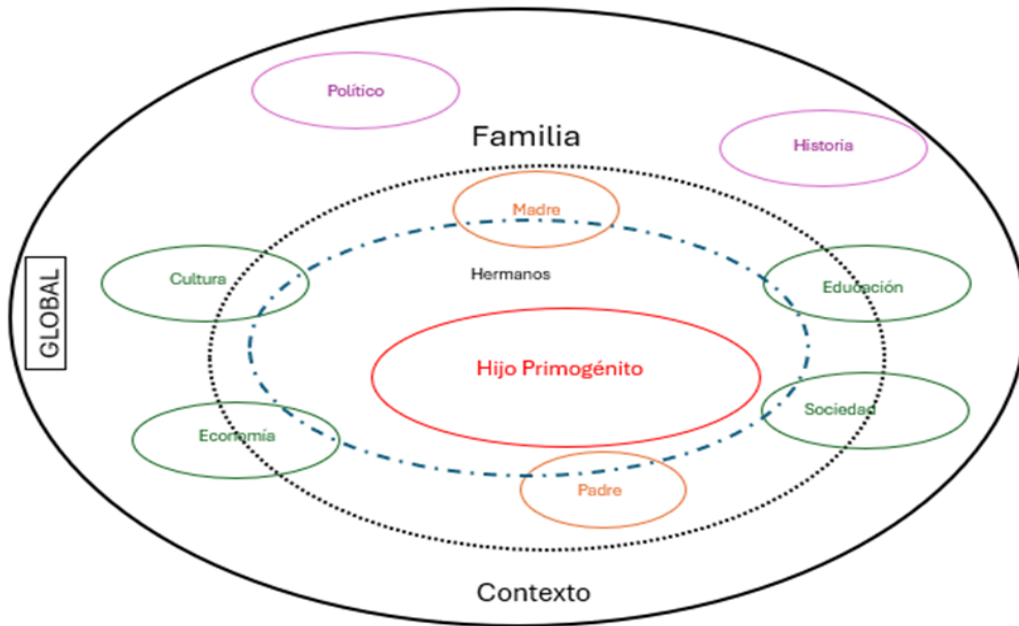 Político
Familia
Historia
Madre
Hermanos
Cultura
Educación
GLOBAL
Hijo Primogénito
Sociedad
Economía
Padre
Contexto